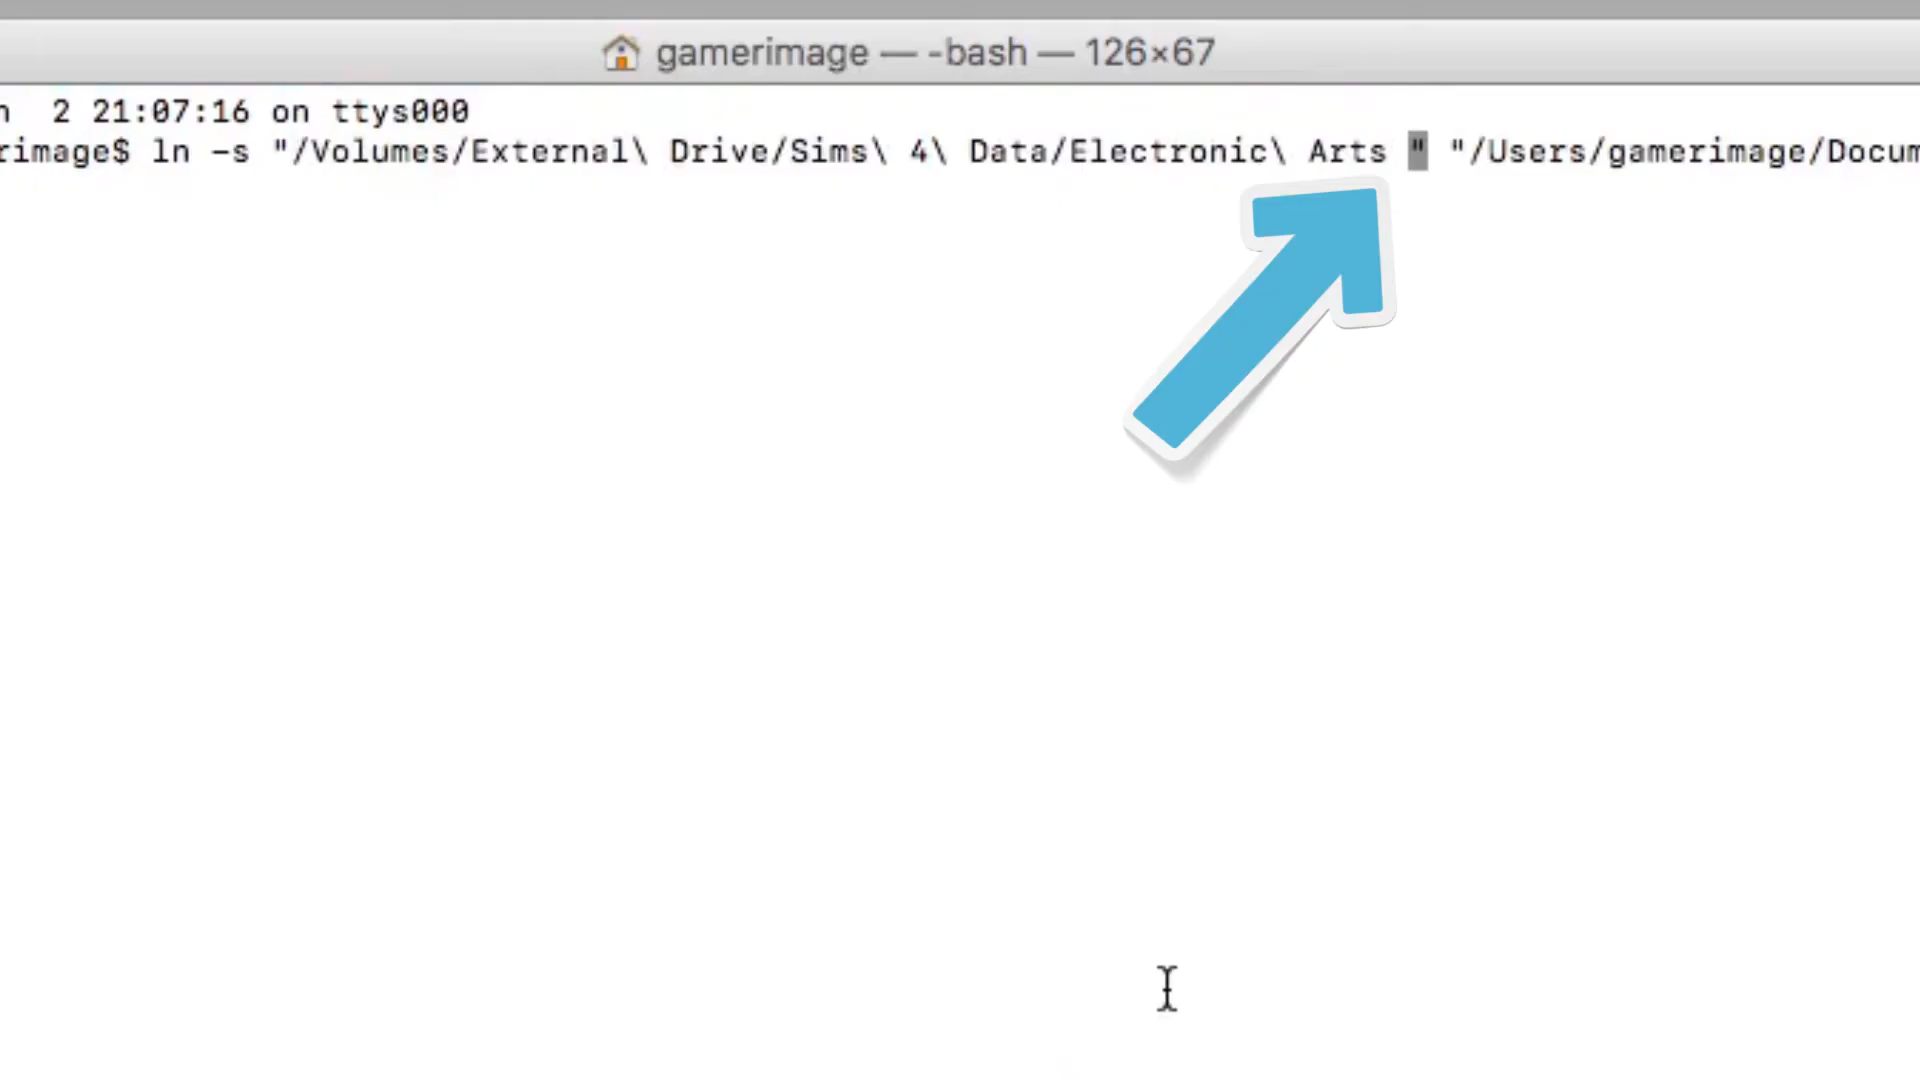 gamerimage — -bash — 126×67
2 21:07:16 on ttys000
rimage$ ln -s "/Volumes/External\ Drive/Sims\ 4\ Data/Electronic\ Arts " "/Users/gamerimage/Docum